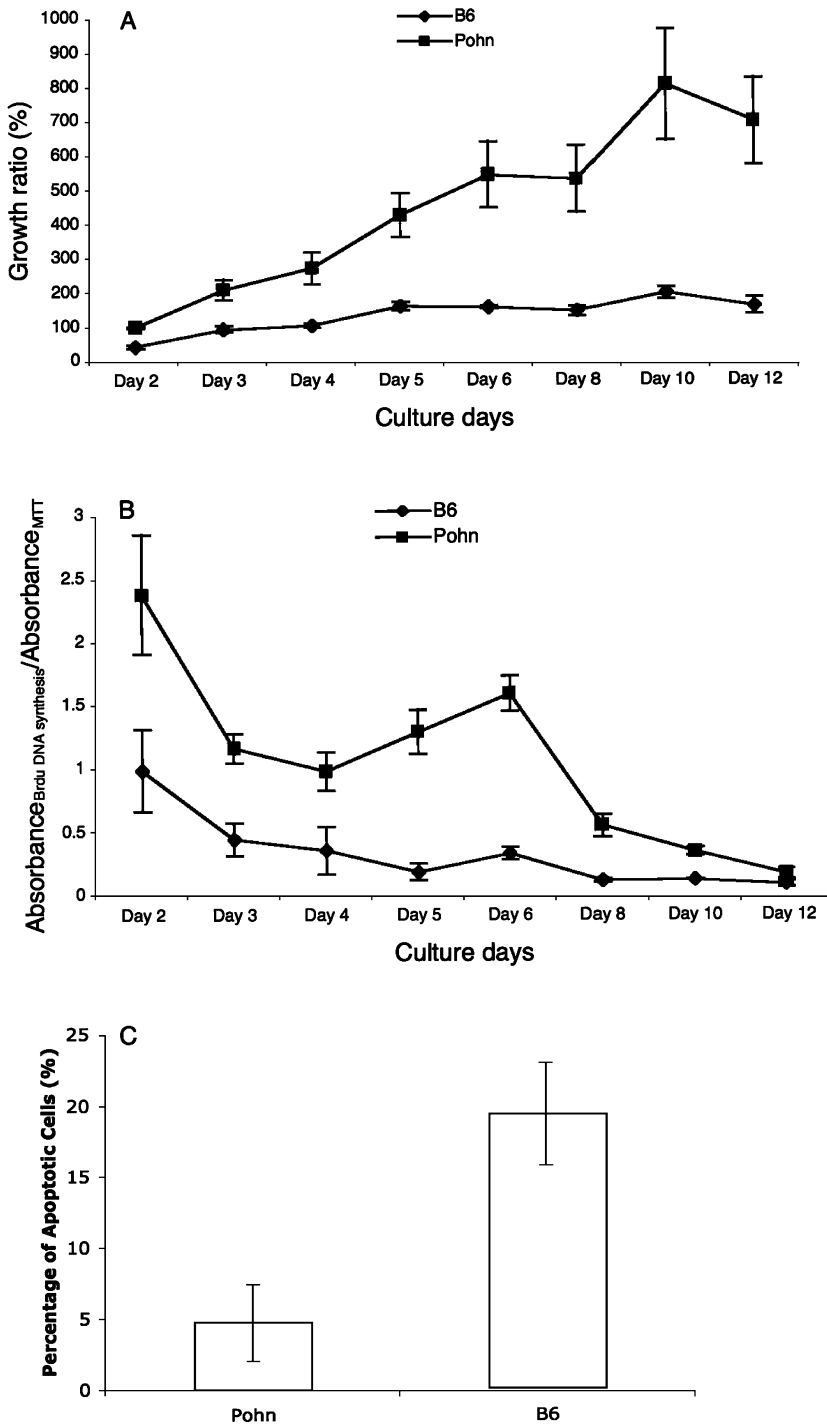 A
B6
Pohn
1000
900
800
700
600
500
400
300
200
100
0
Growth ratio (%)
Day 2 Day 3 Day 4 Day 5 Day 6 Day 8 Day 10 Day 12
Culture days
B
B6
Pohn
3
2.5
2
1.5
1
0.5
0
Absorbance Brdu DNA synthesis/Absorbance MTT
Day 2 Day 3 Day 4 Day 5 Day 6 Day 8 Day 10 Day 12
Culture days
C
25
20
15
10
5
0
Percentage of Apoptotic Cells (%)
Pohn B6